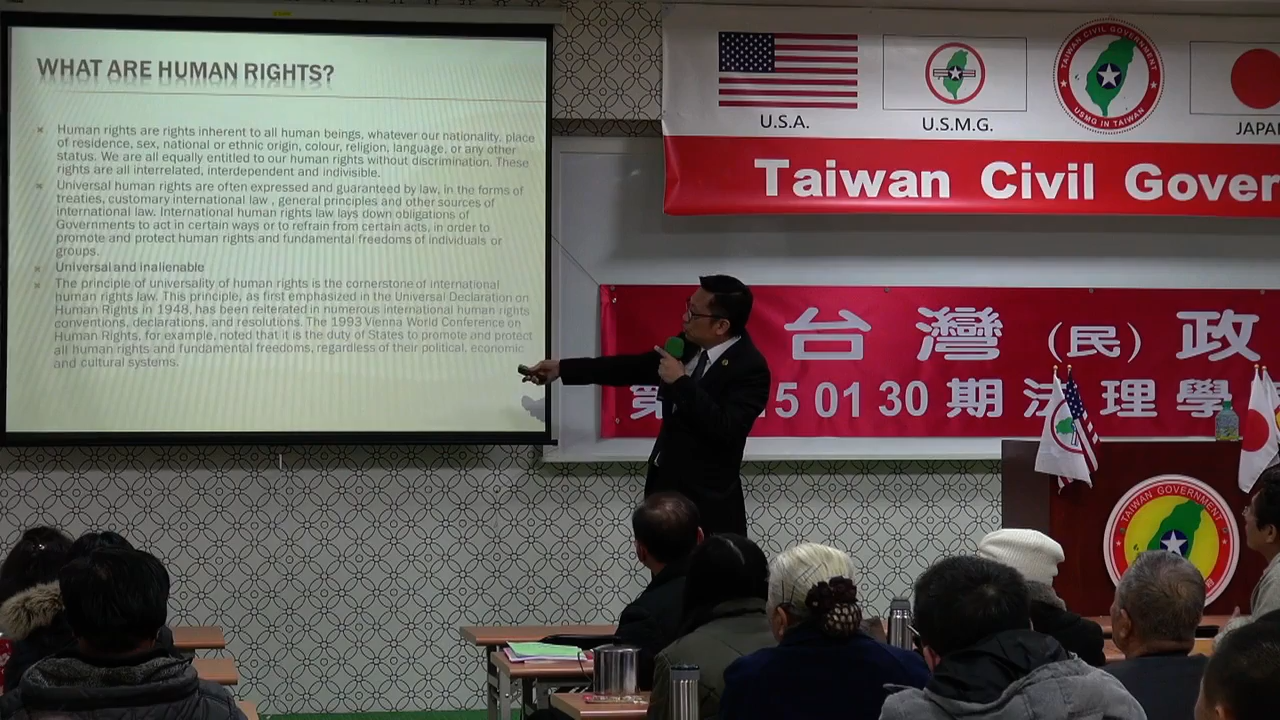 WHAT ARE HUMAN RIGHTS?
Human rights are rights inherent to all human beings, whatever our nationality, place
of residence, sex, national or ethnic origin, colour, religion, language, or any other
status. We are all equally entitled to our human rights without discrimination. These
rights are all interrelated, interdependent and indivisible.
Universal human rights are often expressed and guaranteed by law, in the forms of
treaties, customary international law , general principles and other sources of
international law. International human rights law lays down obligations of
Governments to act in certain ways or to refrain from certain acts, in order to
promote and protect human rights and fundamental freedoms of individuals or
groups.
Universal and inalienable
The principle of universality of human rights is the cornerstone of international
human rights law. This principle, as first emphasized in the Universal Declaration on
Human Rights in 1948, has been reiterated in numerous international human rights
conventions, declarations, and resolutions. The 1993 Vienna World Conference on
Human Rights, for example, noted that it is the duty of States to promote and protect
all human rights and fundamental freedoms, regardless of their political, economic
and cultural systems.
U.S.A.
U.S.M.G.
TAIWAN CIVIL GOVERNMENT
USMG IN TAIWAN
JAPA
Taiwan Civil Gover
台灣(民)政
第 15 01 30 期法理學
TAIWAN GOVERNMENT